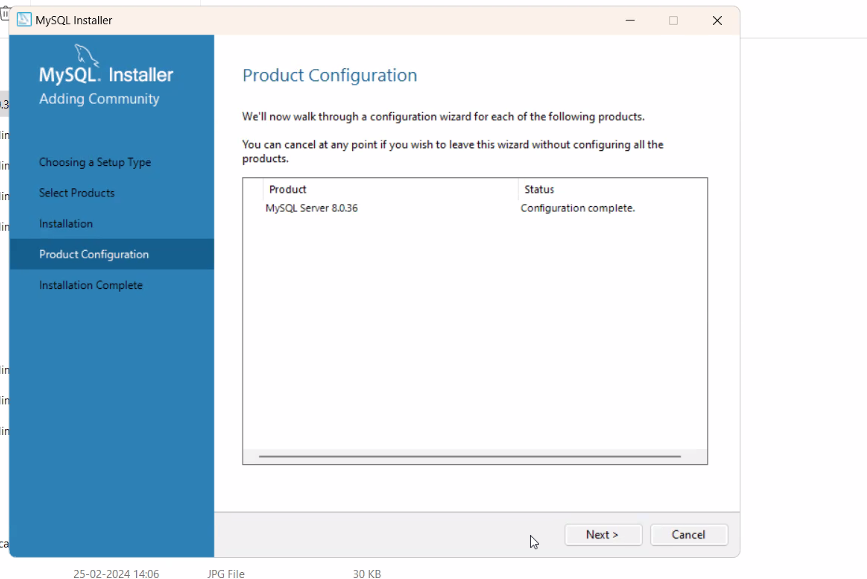 MySQL Installer
MySQL. Installer
Adding Community
Choosing a Setup Type
Select Products
Installation
Product Configuration
Installation Complete
Product Configuration
We'll now walk through a configuration wizard for each of the following products.
You can cancel at any point if you wish to leave this wizard without configuring all the
products.
Product Status
MySQL Server 8.0.36 Configuration complete.
Next > Cancel
25-02-2024 14:06 JPG File 30 KB